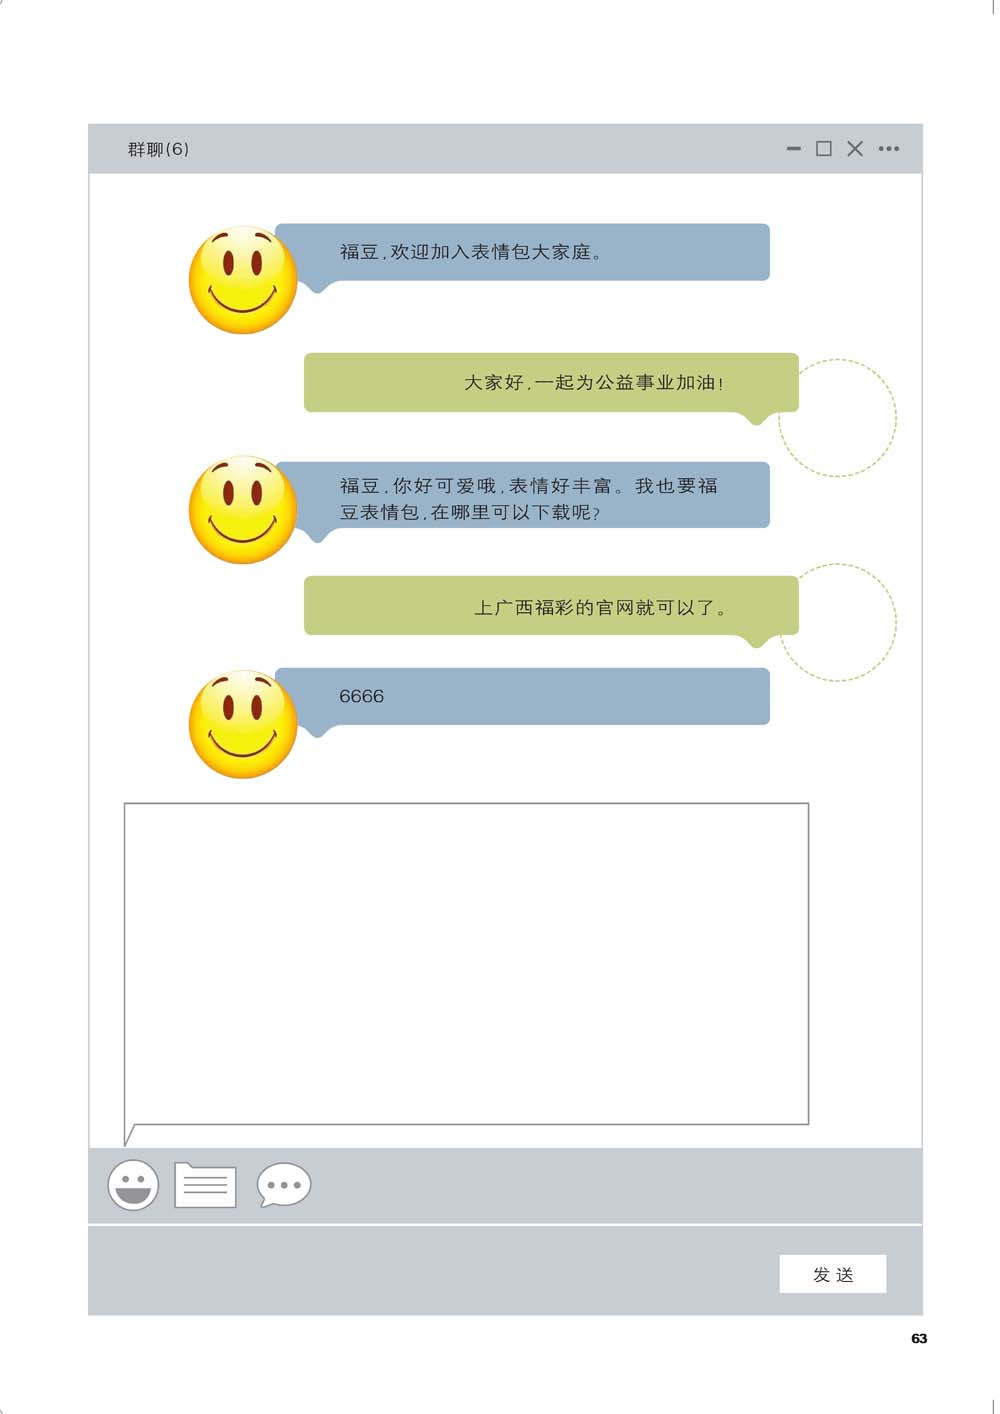 群聊(6)
福豆,欢迎加入表情包大家庭。
大家好,一起为公益事业加油!
福豆,你好可爱哦,表情好丰富。我也要福
豆表情包,在哪里可以下载呢?
上广西福彩的官网就可以了。
6666
发送
63